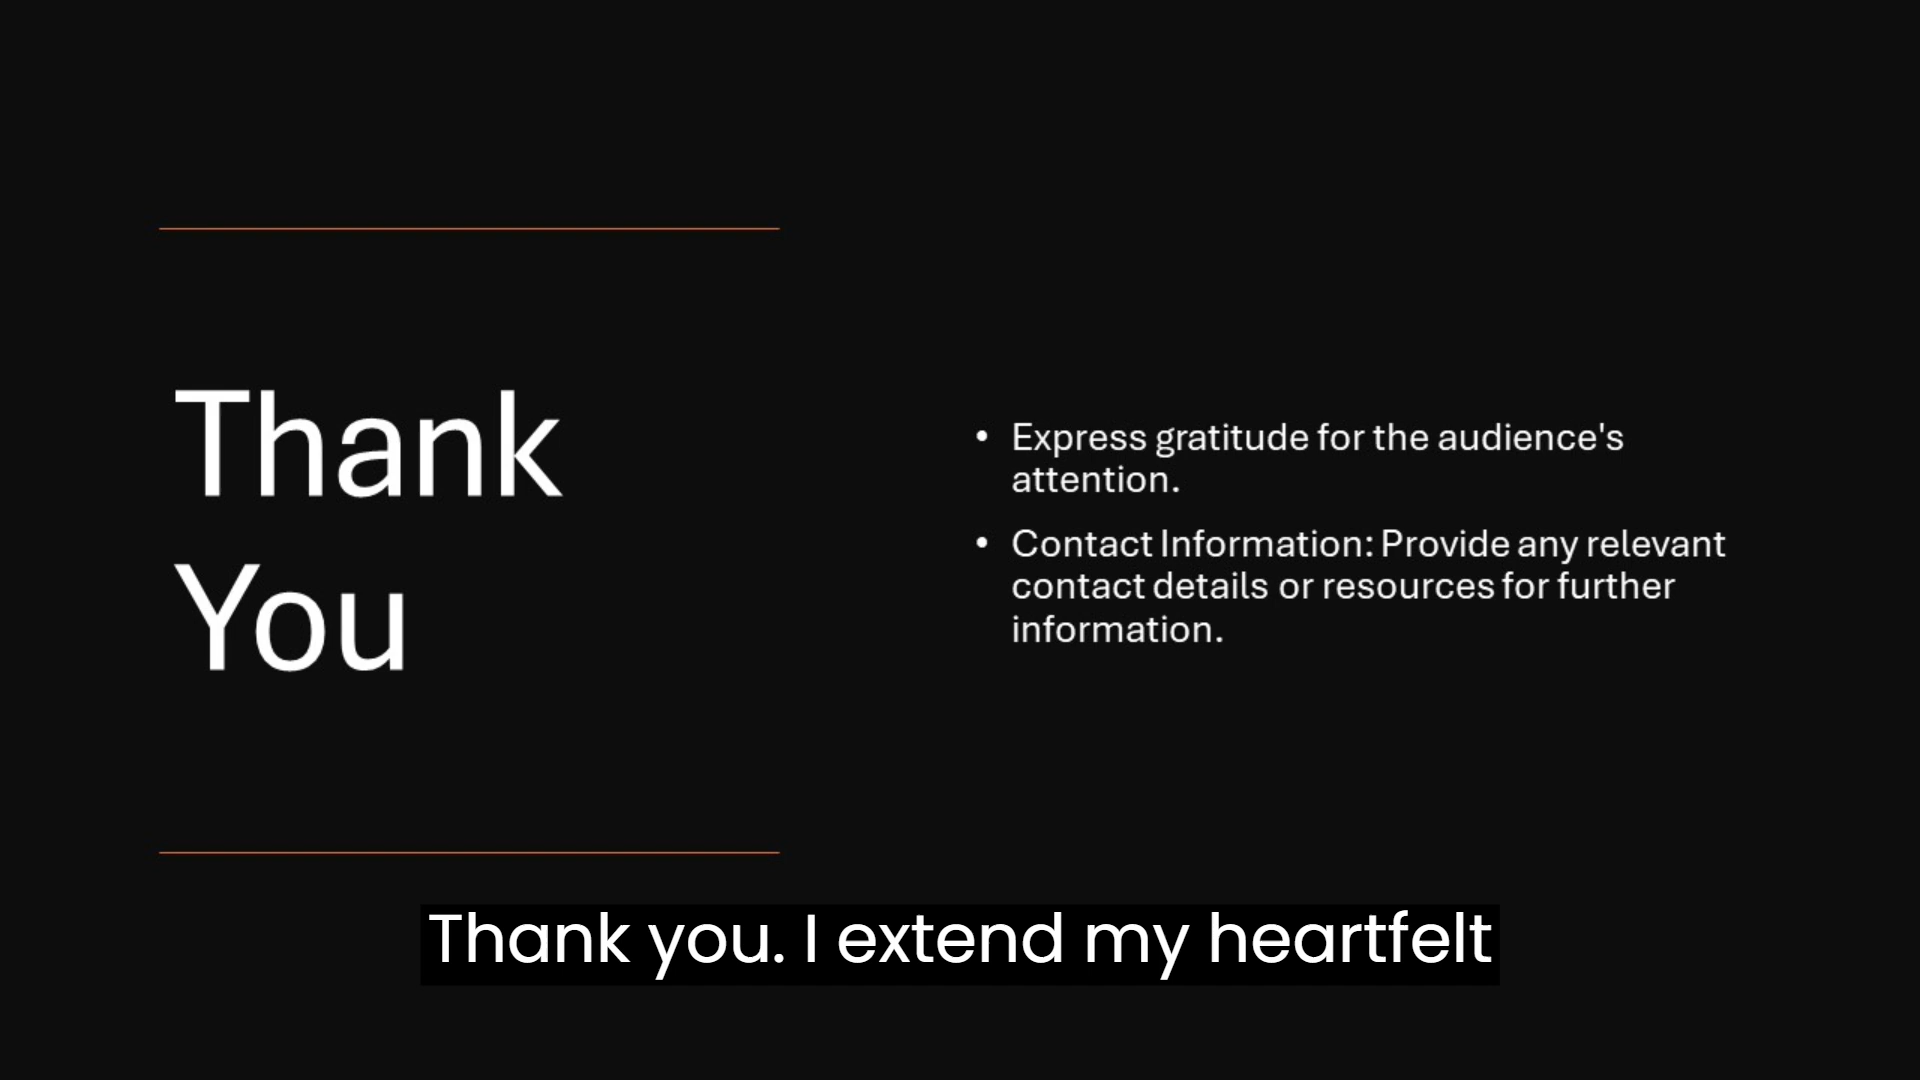 Thank
You
• Express gratitude for the audience's
attention.
• Contact Information: Provide any relevant
contact details or resources for further
information.
Thank you. I extend my heartfelt